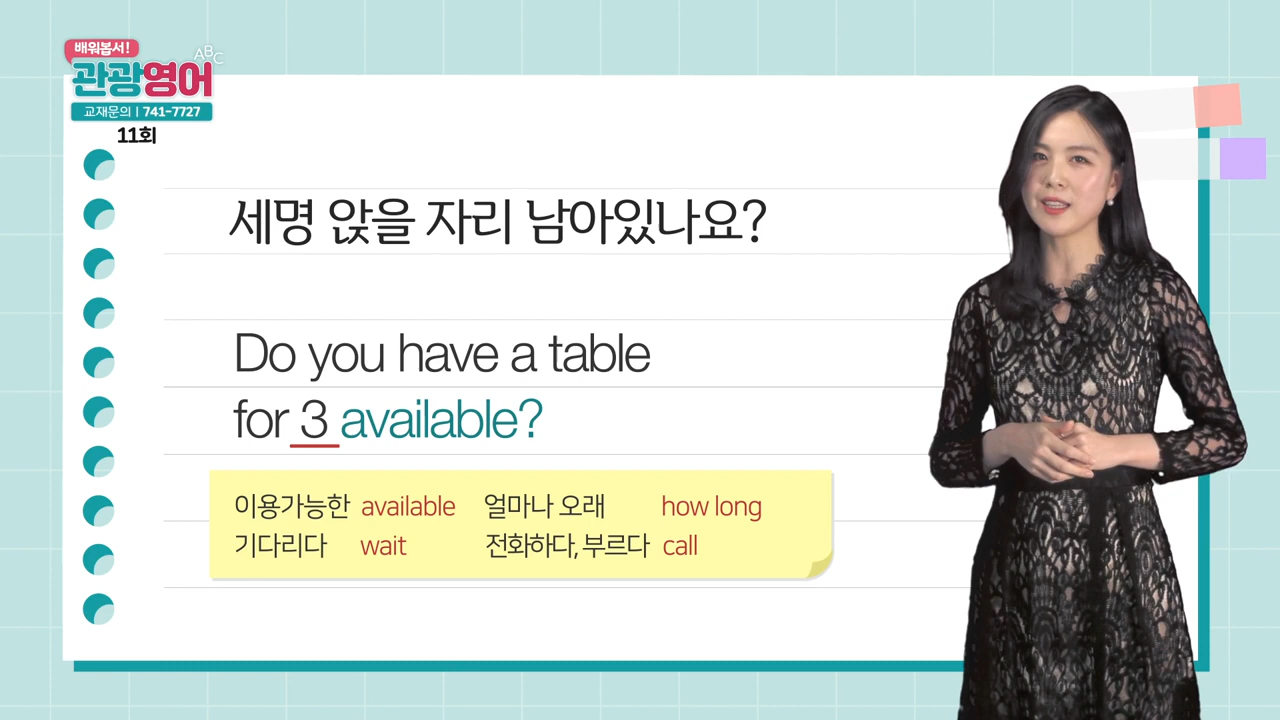 배워봅서!
ABC
관광영어
교재문의 | 741-7727
11회
세명 앉을 자리 남아있나요?
Do you have a table
for 3 available?
이용가능한 available 얼마나 오래 how long
기다리다 wait 전화하다, 부르다 call